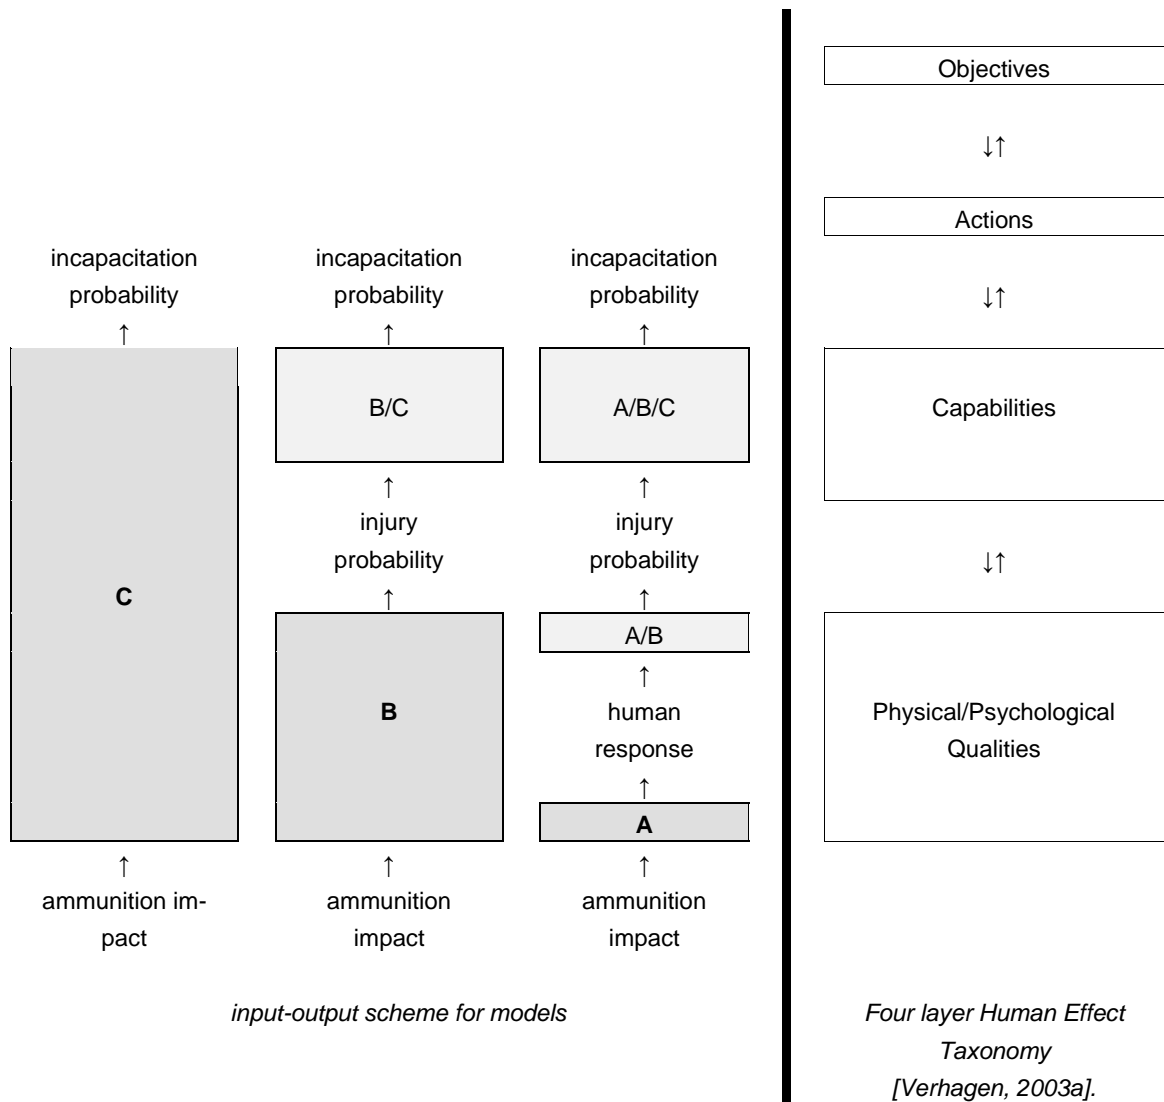 Objectives
↓↑
Actions
incapacitation
probability
↑
incapacitation
probability
↑
incapacitation
probability
↑
↓↑
B/C
A/B/C
Capabilities
↑
injury
probability
↑
↑
injury
probability
↑
↓↑
C
A/B
↑
B
human
response
↑
Physical/Psychological
Qualities
A
↑
ammunition im-
pact
↑
ammunition
impact
↑
ammunition
impact
input-output scheme for models
Four layer Human Effect
Taxonomy
[Verhagen, 2003a].